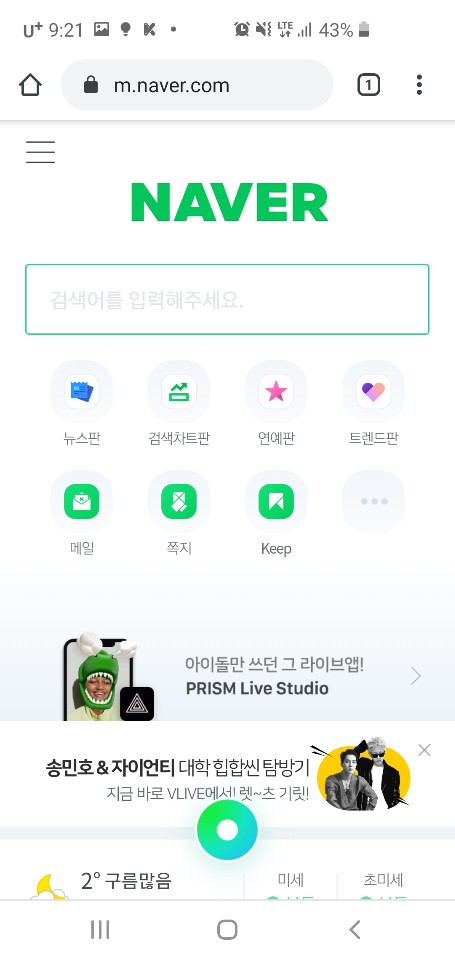 U+ 9:21 LTE 43%
m.naver.com 1
NAVER
검색어를 입력해주세요.
뉴스판 검색차트판 연예판 트렌드판
메일 쪽지 Keep
아이돌만 쓰던 그 라이브앱!
PRISM Live Studio
송민호 & 자이언티 대학 힙합씬 탐방기
지금 바로 VLIVE에서! 렛~츠 기릿!
2° 구름많음 미세 초미세